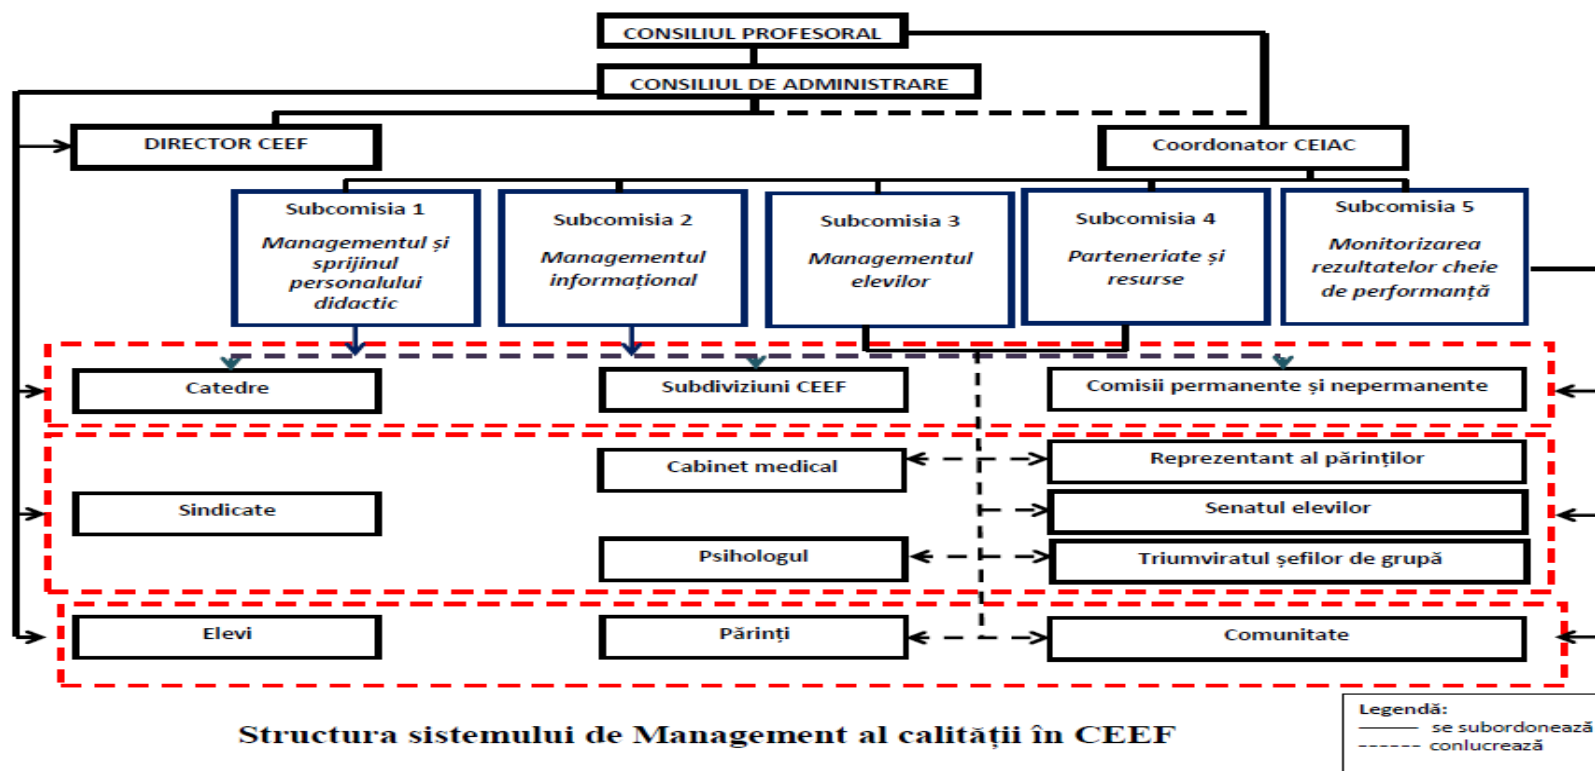 CONSILIUL PROFESORAL
CONSILIUL DE ADMINISTRARE
DIRECTOR CEEF
Coordonator CEIAC
Subcomisia 1
Managementul și
sprijinul
personalului
didactic
Subcomisia 2
Managementul
informațional
Subcomisia 3
Managementul
elevilor
Subcomisia 4
Parteneriate și
resurse
Subcomisia 5
Monitorizarea
rezultatelor cheie
de performanță
Catedre
Subdiviziuni CEEF
Comisii permanente și nepermanente
Cabinet medical
Reprezentant al părinților
Sindicate
Senatul elevilor
Psihologul
Triumviratul șefilor de grupă
Elevi
Părinți
Comunitate
Structura sistemului de Management al calității în CEEF
Legendă:
se subordonează
conlucrează